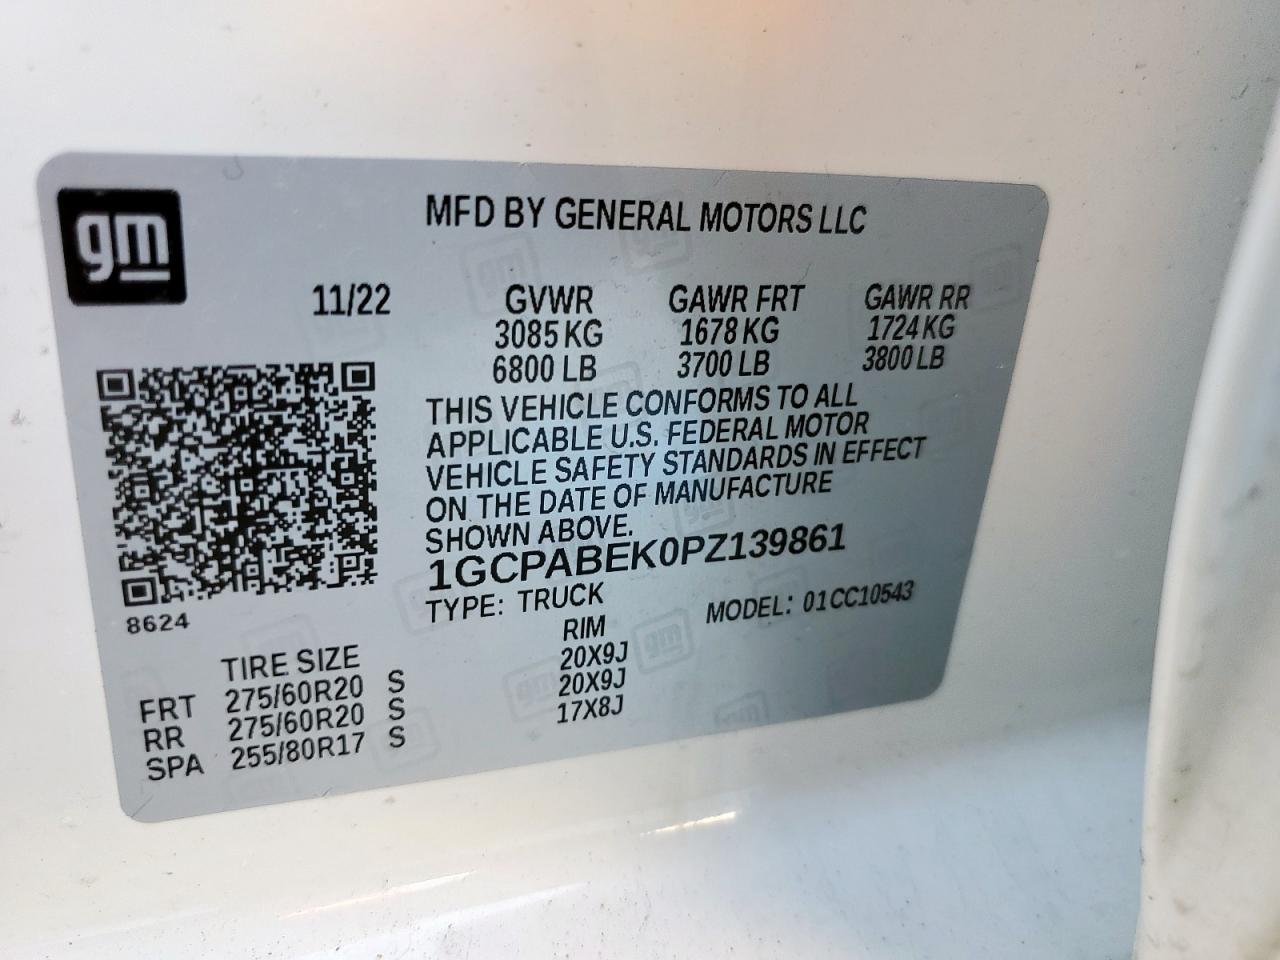 gm
MFD BY GENERAL MOTORS LLC
11/22 GVWR GAWR FRT GAWR RR
3085 KG 1678 KG 1724 KG
6800 LB 3700 LB 3800 LB
THIS VEHICLE CONFORMS TO ALL
APPLICABLE U.S. FEDERAL MOTOR
VEHICLE SAFETY STANDARDS IN EFFECT
ON THE DATE OF MANUFACTURE
SHOWN ABOVE.
1GCPABEK0PZ139861
TYPE: TRUCK MODEL: 01CC10543
8624
TIRE SIZE RIM
FRT 275/60R20 S 20X9J
RR 275/60R20 S 20X9J
SPA 255/80R17 S 17X8J